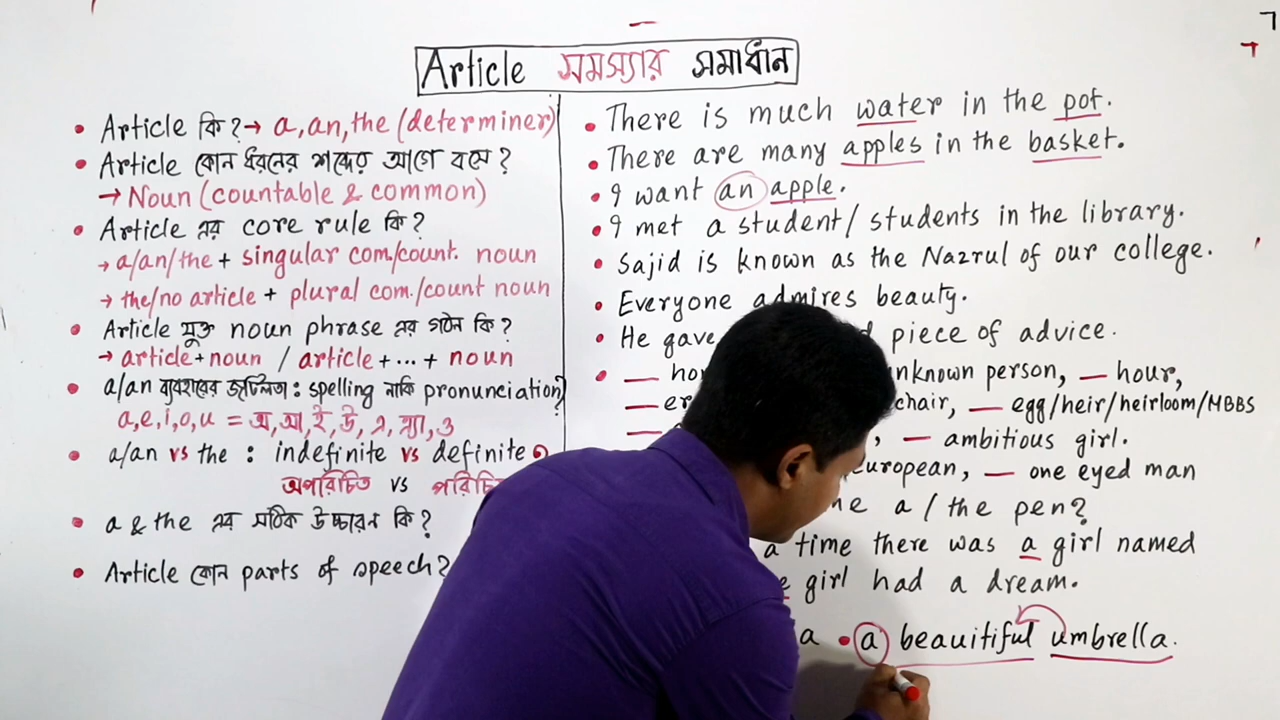 Article সমস্যার সমাধান
• Article কি? → a, an, the (determiner)
• Article কোন ধরনের শব্দের আগে বসে?
→ Noun (countable & common)
• Article এর core rule কি?
→ a/an/the + singular com./count. noun
→ the/no article + plural com./count noun
• Article যুক্ত noun phrase এর গঠন কি?
→ article + noun / article + ... + noun
• a/an ব্যবহারের জটিলতা : spelling নাকি pronunciation?
a, e, i, o, u = অ, আ, ই, উ, এ, এ্যা, ও
• a/an vs the : indefinite vs definite
অপরিচিত vs
• a & the এর সঠিক উচ্চারন কি?
• Article কোন parts of speech?
• There is much water in the pot.
• There are many apples in the basket.
• I want an apple.
• I met a student/ students in the library.
• Sajid is known as the Nazrul of our college.
• Everyone admires beauty.
• He gave piece of advice.
• — unknown person, — hour,
— chair, — egg/heir/heirloom/MBBS
— , — ambitious girl.
European, — one eyed man
a / the pen?
a time there was a girl named
girl had a dream.
a • a beauitiful umbrella.